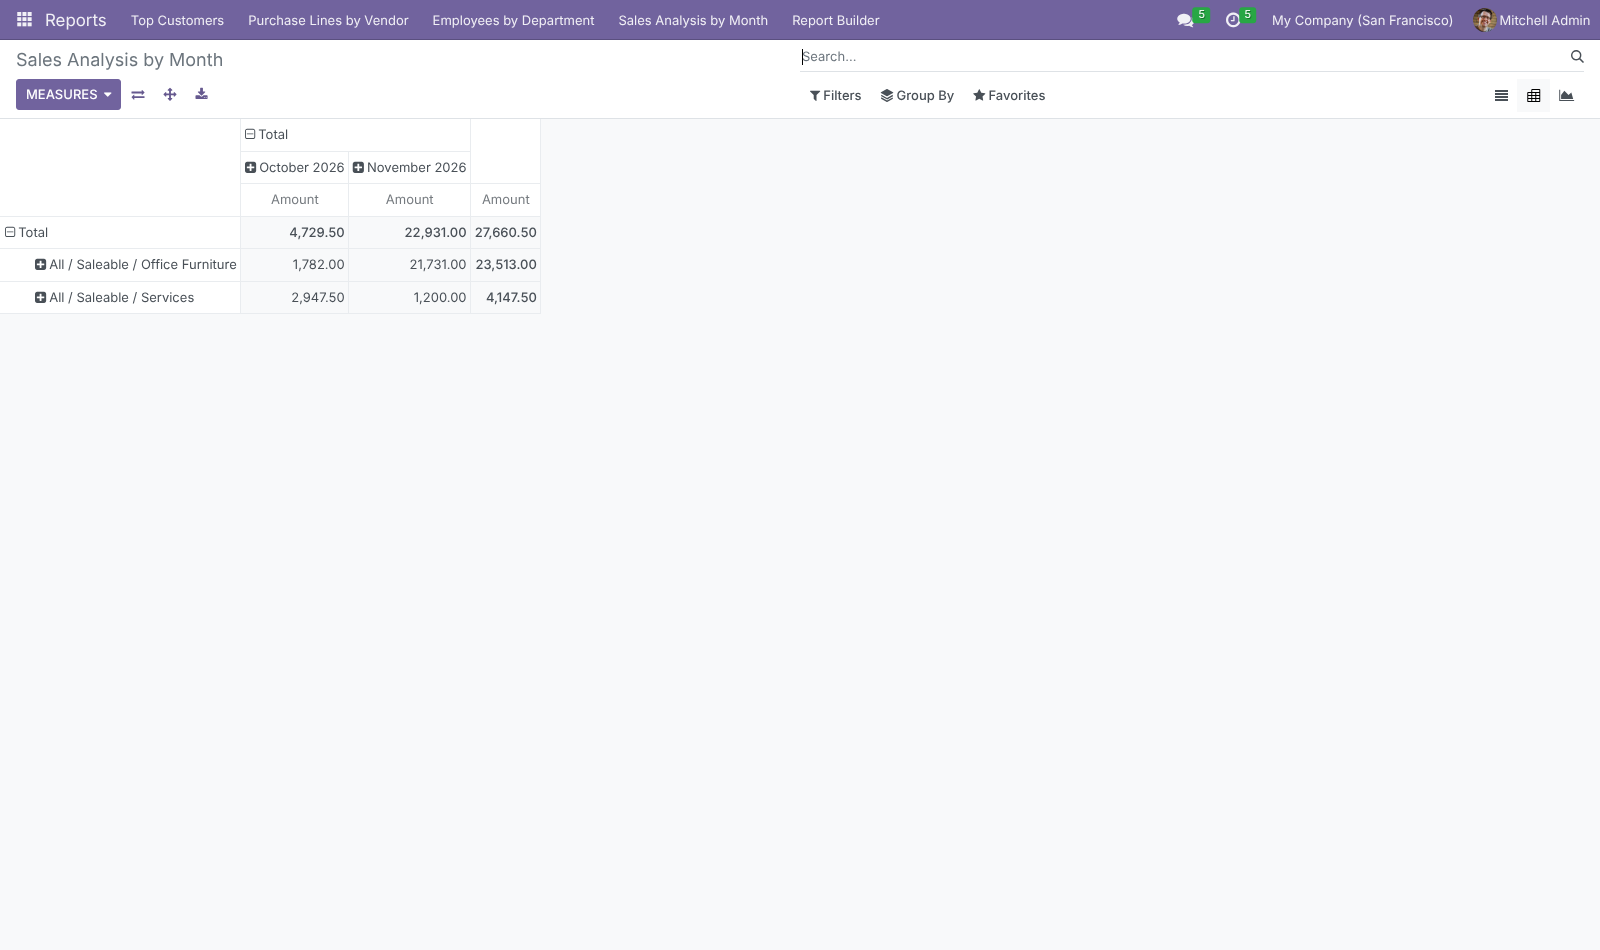 Reports Top Customers Purchase Lines by Vendor Employees by Department Sales Analysis by Month Report Builder 5 5 My Company (San Francisco) Mitchell Admin
Sales Analysis by Month
Search...
MEASURES
Filters Group By Favorites
Total
October 2026 November 2026
Amount Amount Amount
Total 4,729.50 22,931.00 27,660.50
All / Saleable / Office Furniture 1,782.00 21,731.00 23,513.00
All / Saleable / Services 2,947.50 1,200.00 4,147.50